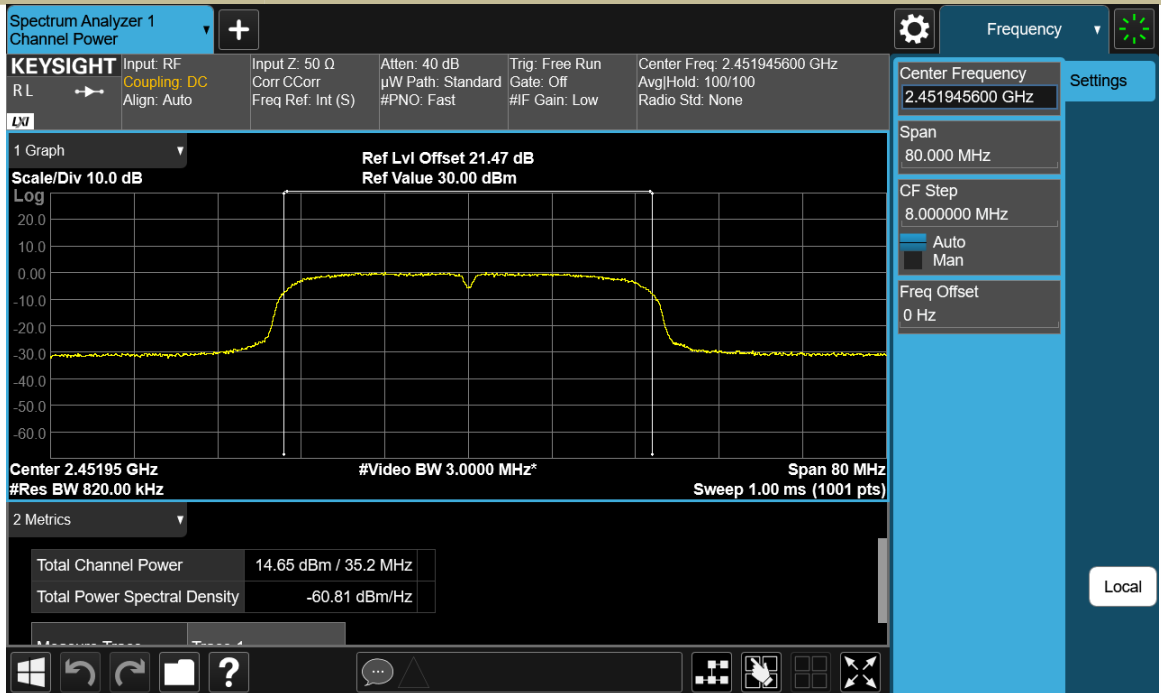 Spectrum Analyzer 1
Channel Power
Frequency
KEYSIGHT
R L
LXI
Input: RF
Coupling: DC
Align: Auto
Input Z: 50 Ω
Corr CCorr
Freq Ref: Int (S)
Atten: 40 dB
µW Path: Standard
#PNO: Fast
Trig: Free Run
Gate: Off
#IF Gain: Low
Center Freq: 2.451945600 GHz
Avg|Hold: 100/100
Radio Std: None
Center Frequency
2.451945600 GHz
Settings
Span
80.000 MHz
CF Step
8.000000 MHz
Auto
Man
Freq Offset
0 Hz
Local
1 Graph
Scale/Div 10.0 dB
Ref Lvl Offset 21.47 dB
Ref Value 30.00 dBm
Log
20.0
10.0
0.00
-10.0
-20.0
-30.0
-40.0
-50.0
-60.0
Center 2.45195 GHz
#Video BW 3.0000 MHz*
Span 80 MHz
#Res BW 820.00 kHz
Sweep 1.00 ms (1001 pts)
2 Metrics
Total Channel Power 14.65 dBm / 35.2 MHz
Total Power Spectral Density -60.81 dBm/Hz
?